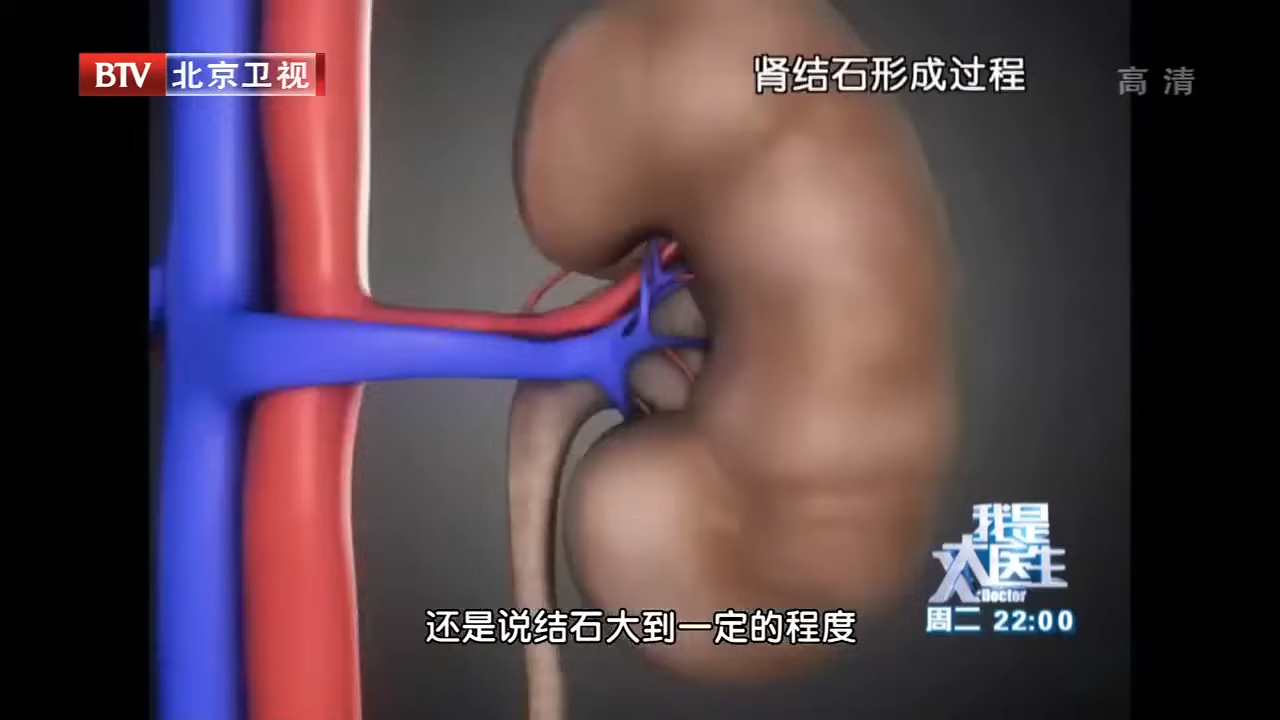 BTV 北京卫视
肾结石形成过程
高清
我是
大医生
Doctor
周二 22:00
还是说结石大到一定的程度